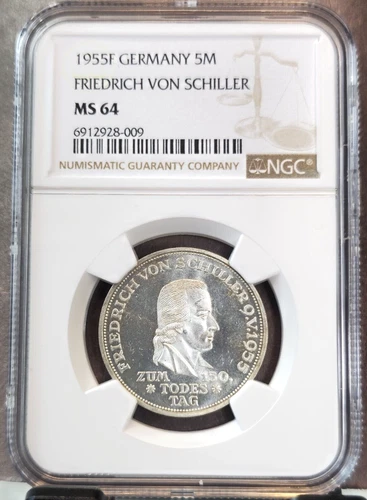 1955F GERMANY 5M
FRIEDRICH VON SCHILLER
MS 64
6912928-009
NUMISMATIC GUARANTY COMPANY
NGC
FRIEDRICH VON SCHILLER 9.V.1955
ZUM 150.
* TODES *
TAG